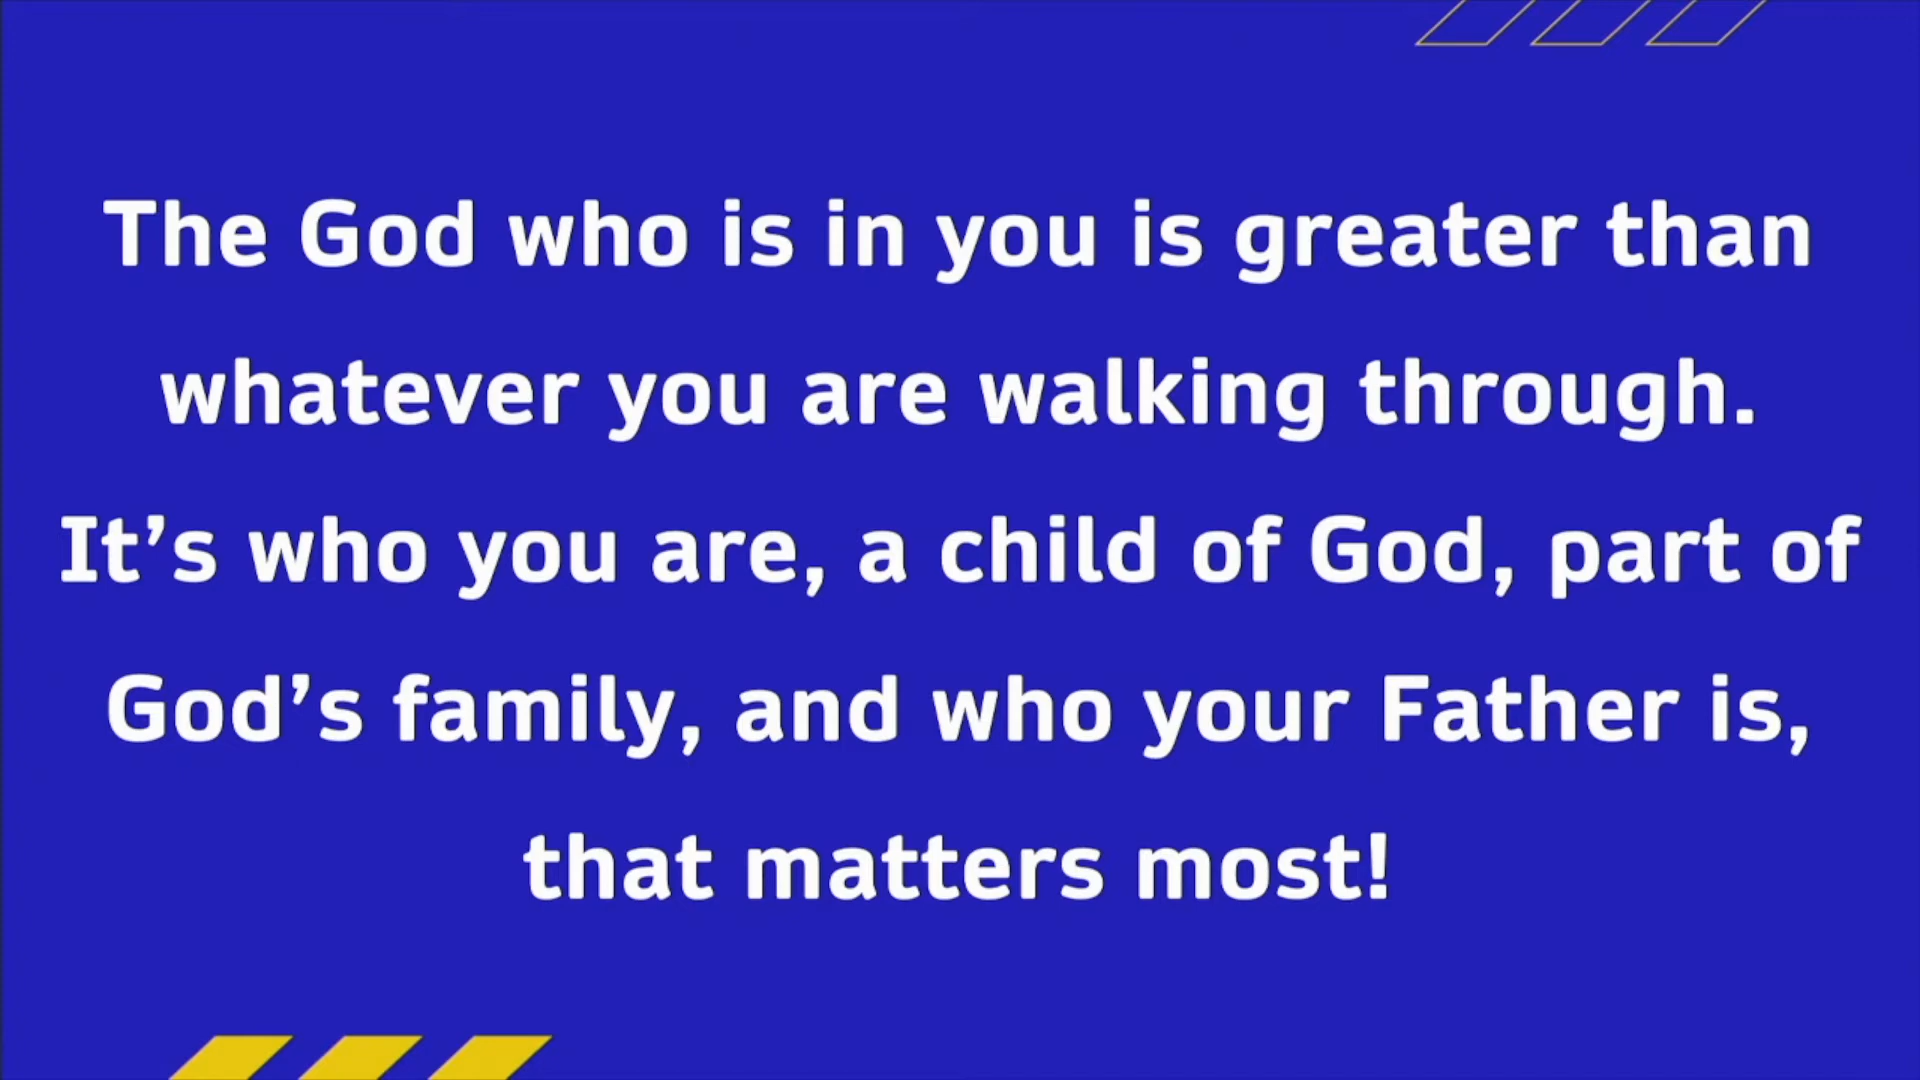 The God who is in you is greater than
whatever you are walking through.
It’s who you are, a child of God, part of
God’s family, and who your Father is,
that matters most!